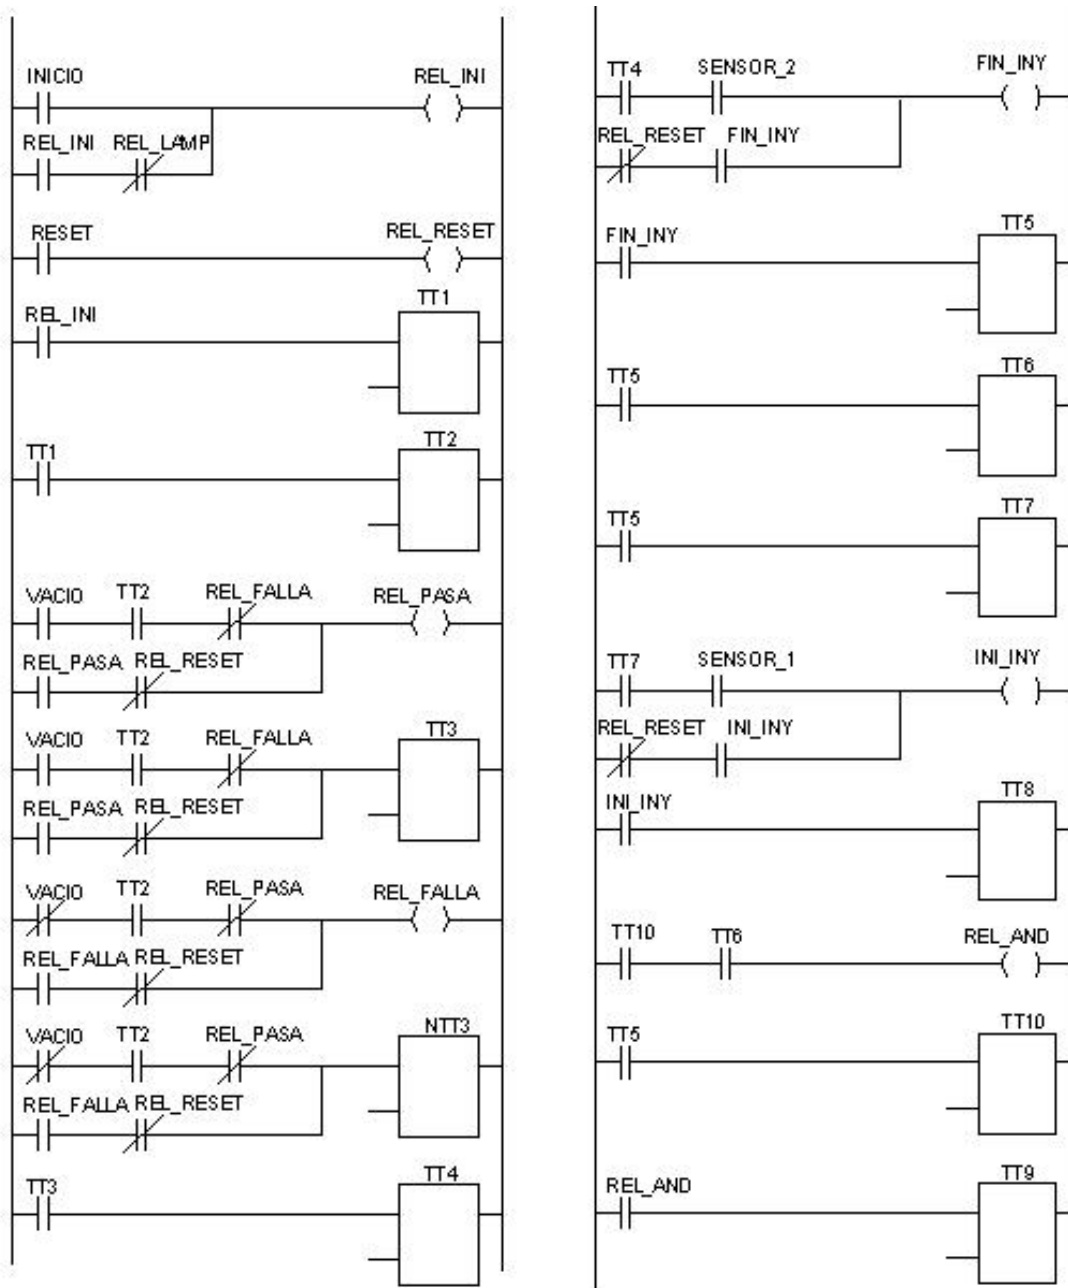 INICIO REL_INI
REL_INI REL_LAMP
RESET REL_RESET
REL_INI TT1
TT1 TT2
VACIO TT2 REL_FALLA REL_PASA
REL_PASA REL_RESET
VACIO TT2 REL_FALLA TT3
REL_PASA REL_RESET
VACIO TT2 REL_PASA REL_FALLA
REL_FALLA REL_RESET
VACIO TT2 REL_PASA NTT3
REL_FALLA REL_RESET
TT3 TT4
TT4 SENSOR_2 FIN_INY
REL_RESET FIN_INY
FIN_INY TT5
TT5 TT6
TT5 TT7
TT7 SENSOR_1 INI_INY
REL_RESET INI_INY
INI_INY TT8
TT10 TT6 REL_AND
TT5 TT10
REL_AND TT9